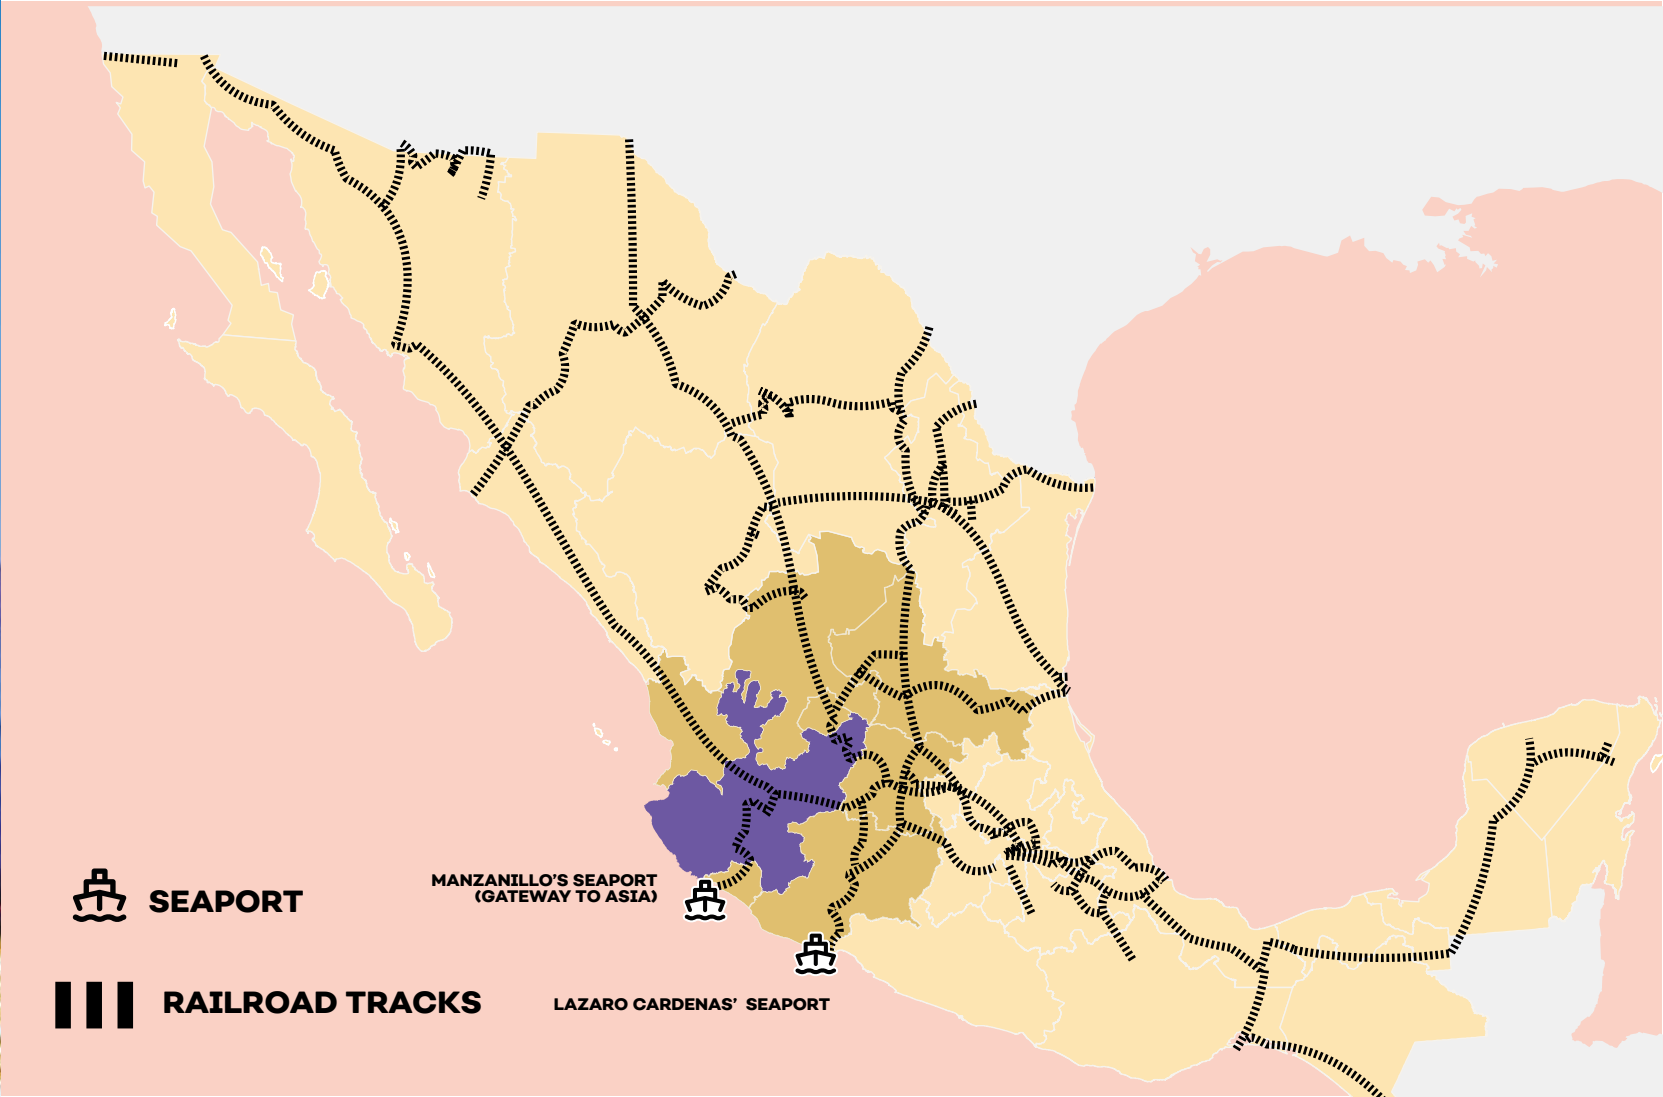 MANZANILLO'S SEAPORT
(GATEWAY TO ASIA)
SEAPORT
RAILROAD TRACKS
LAZARO CARDENAS' SEAPORT